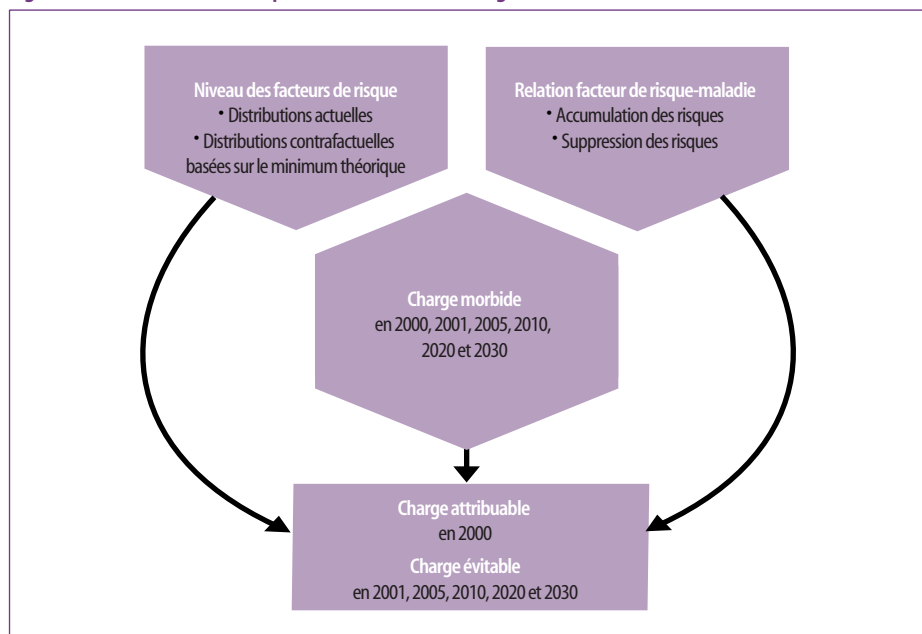 Niveau des facteurs de risque
• Distributions actuelles
• Distributions contrafactuelles
basées sur le minimum théorique
Relation facteur de risque-maladie
• Accumulation des risques
• Suppression des risques
Charge morbide
en 2000, 2001, 2005, 2010,
2020 et 2030
Charge attribuable
en 2000
Charge évitable
en 2001, 2005, 2010, 2020 et 2030